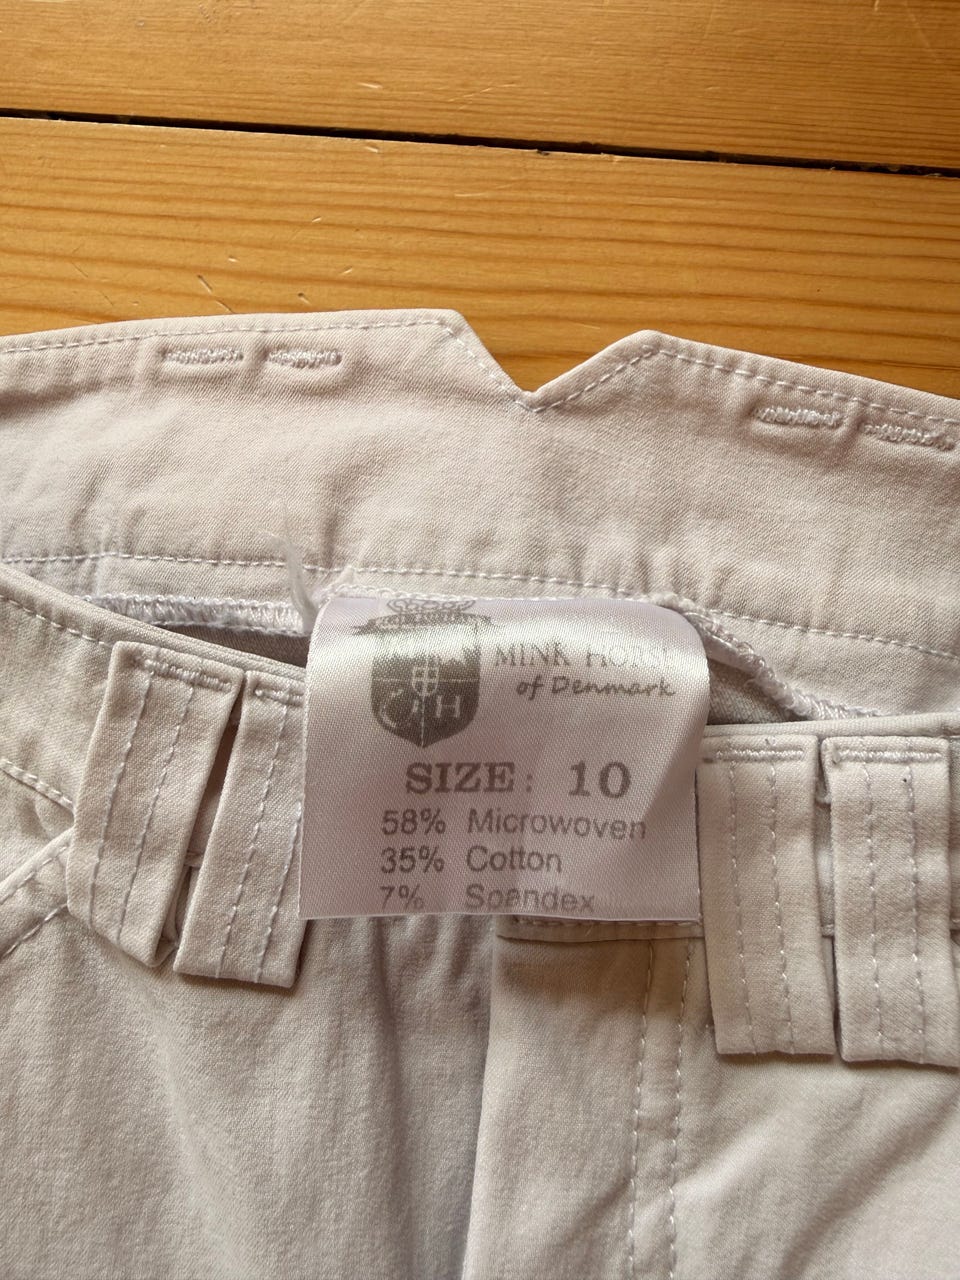 MINK HORSE
of Denmark
H
SIZE: 10
58% Microwoven
35% Cotton
7% Spandex